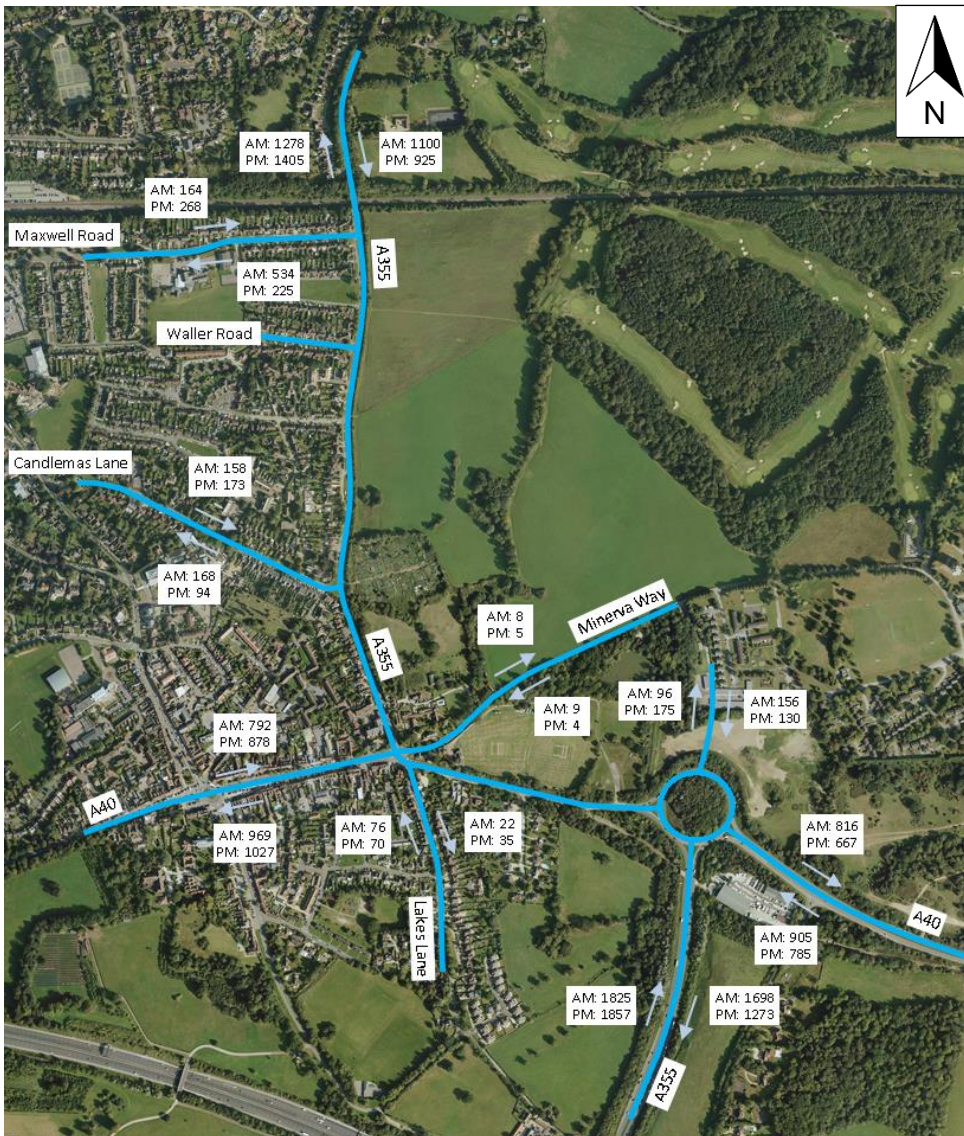 N
AM: 1278
PM: 1405
AM: 1100
PM: 925
AM: 164
PM: 268
Maxwell Road
A355
AM: 534
PM: 225
Waller Road
Candlemas Lane
AM: 158
PM: 173
AM: 168
PM: 94
AM: 8
PM: 5
Minerva Way
A355
AM: 96
PM: 175
AM:156
PM: 130
AM: 9
PM: 4
AM: 792
PM: 878
A40
AM: 969
PM: 1027
AM: 76
PM: 70
AM: 22
PM: 35
AM: 816
PM: 667
Lakes Lane
A40
AM: 905
PM: 785
AM: 1825
PM: 1857
AM: 1698
PM: 1273
A355